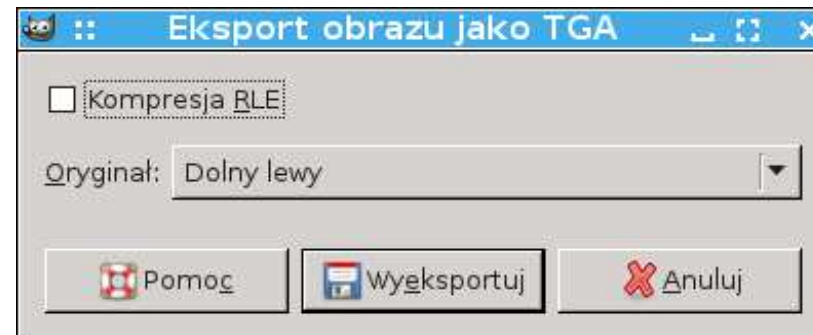 Eksport obrazu jako TGA
Kompresja RLE
Oryginał: Dolny lewy
Pomoc Wyeksportuj Anuluj